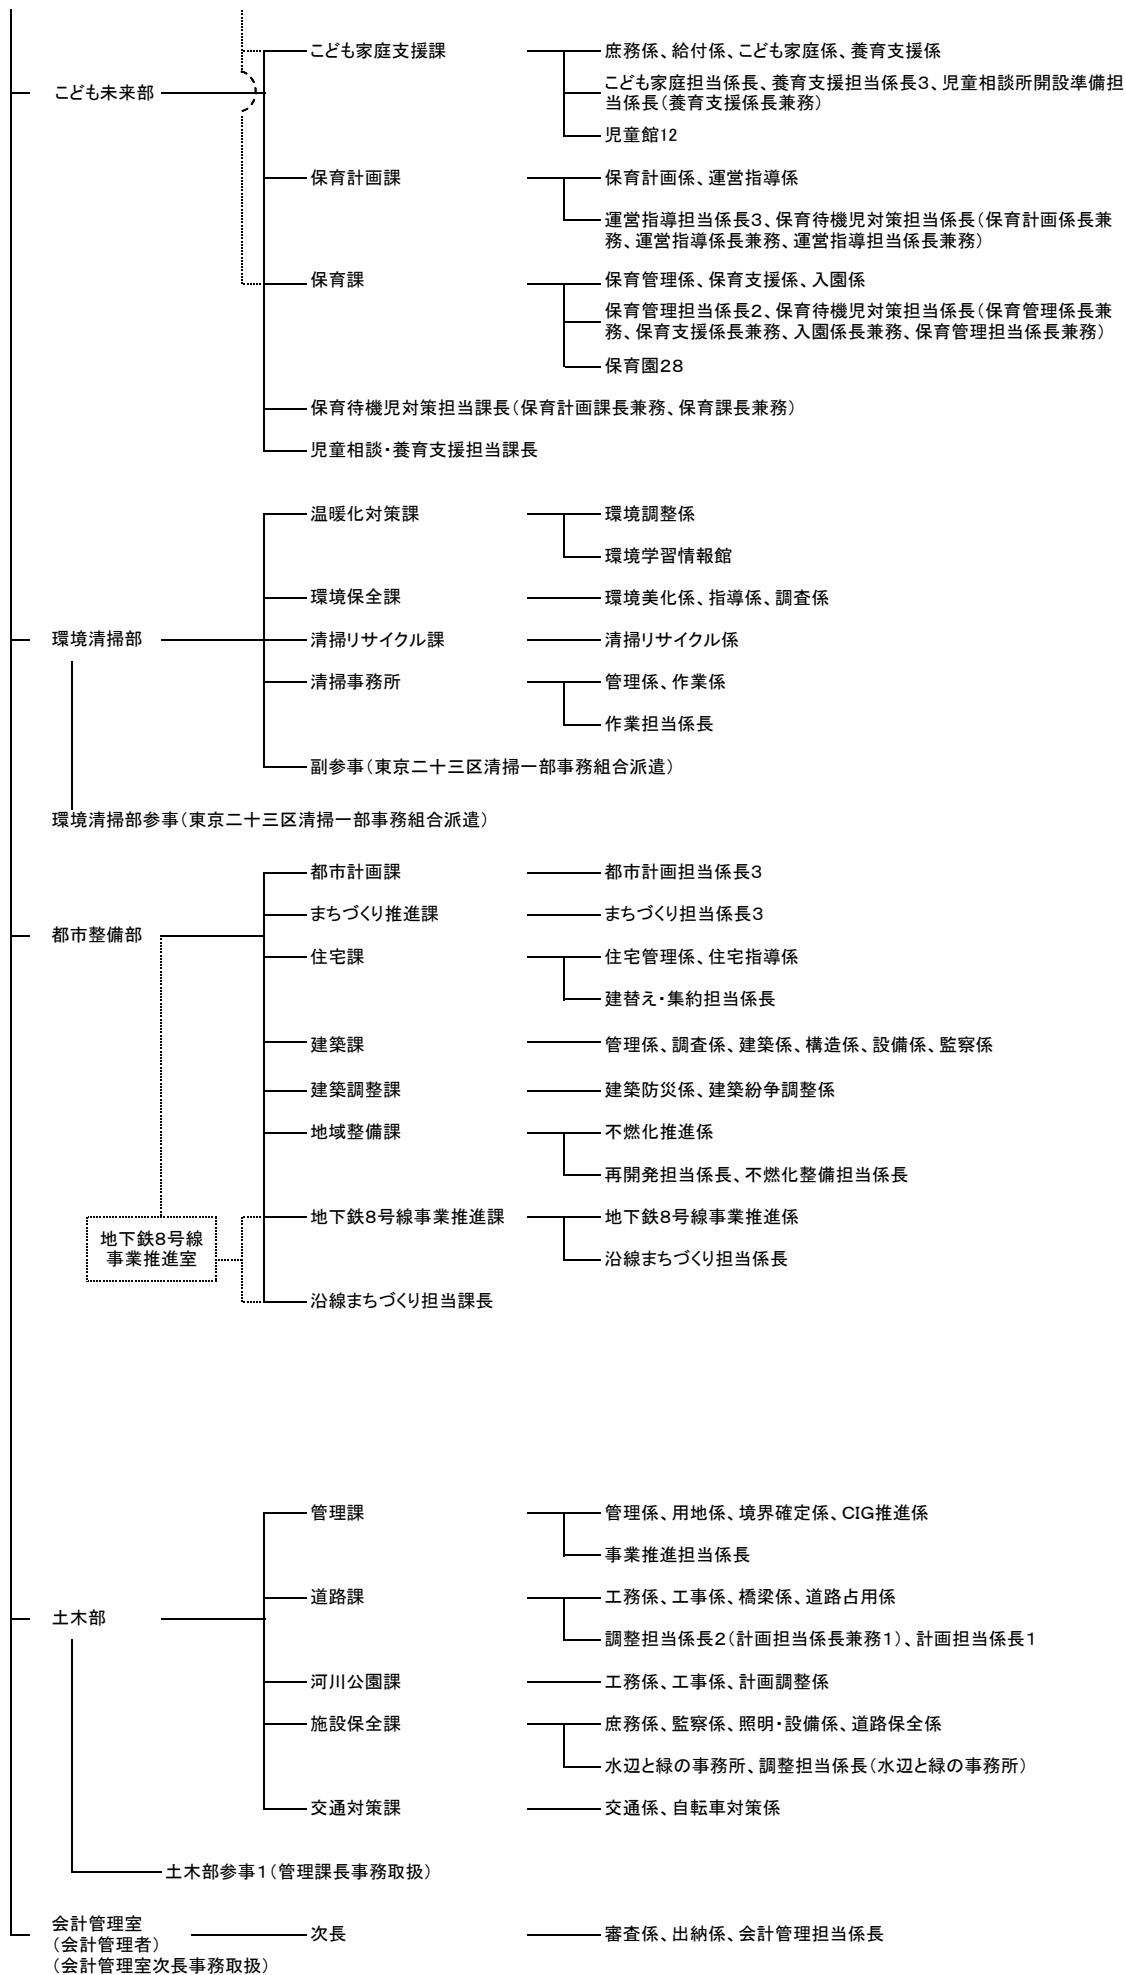 こども家庭支援課
庶務係、給付係、こども家庭係、養育支援係
こども未来部
こども家庭担当係長、養育支援担当係長3、児童相談所開設準備担
当係長(養育支援係長兼務)
児童館12
保育計画課
保育計画係、運営指導係
運営指導担当係長3、保育待機児対策担当係長(保育計画係長兼
務、運営指導係長兼務、運営指導担当係長兼務)
保育課
保育管理係、保育支援係、入園係
保育管理担当係長2、保育待機児対策担当係長(保育管理係長兼
務、保育支援係長兼務、入園係長兼務、保育管理担当係長兼務)
保育園28
保育待機児対策担当課長(保育計画課長兼務、保育課長兼務)
児童相談・養育支援担当課長
温暖化対策課
環境調整係
環境学習情報館
環境保全課
環境美化係、指導係、調査係
環境清掃部
清掃リサイクル課
清掃リサイクル係
清掃事務所
管理係、作業係
作業担当係長
副参事(東京二十三区清掃一部事務組合派遣)
環境清掃部参事(東京二十三区清掃一部事務組合派遣)
都市計画課
都市計画担当係長3
まちづくり推進課
まちづくり担当係長3
都市整備部
住宅課
住宅管理係、住宅指導係
建替え・集約担当係長
建築課
管理係、調査係、建築係、構造係、設備係、監察係
建築調整課
建築防災係、建築紛争調整係
地域整備課
不燃化推進係
再開発担当係長、不燃化整備担当係長
地下鉄8号線
事業推進室
地下鉄8号線事業推進課
地下鉄8号線事業推進係
沿線まちづくり担当係長
沿線まちづくり担当課長
管理課
管理係、用地係、境界確定係、CIG推進係
事業推進担当係長
道路課
工務係、工事係、橋梁係、道路占用係
土木部
調整担当係長2(計画担当係長兼務1)、計画担当係長1
河川公園課
工務係、工事係、計画調整係
施設保全課
庶務係、監察係、照明・設備係、道路保全係
水辺と緑の事務所、調整担当係長(水辺と緑の事務所)
交通対策課
交通係、自転車対策係
土木部参事1(管理課長事務取扱)
会計管理室
(会計管理者)
(会計管理室次長事務取扱)
次長
審査係、出納係、会計管理担当係長